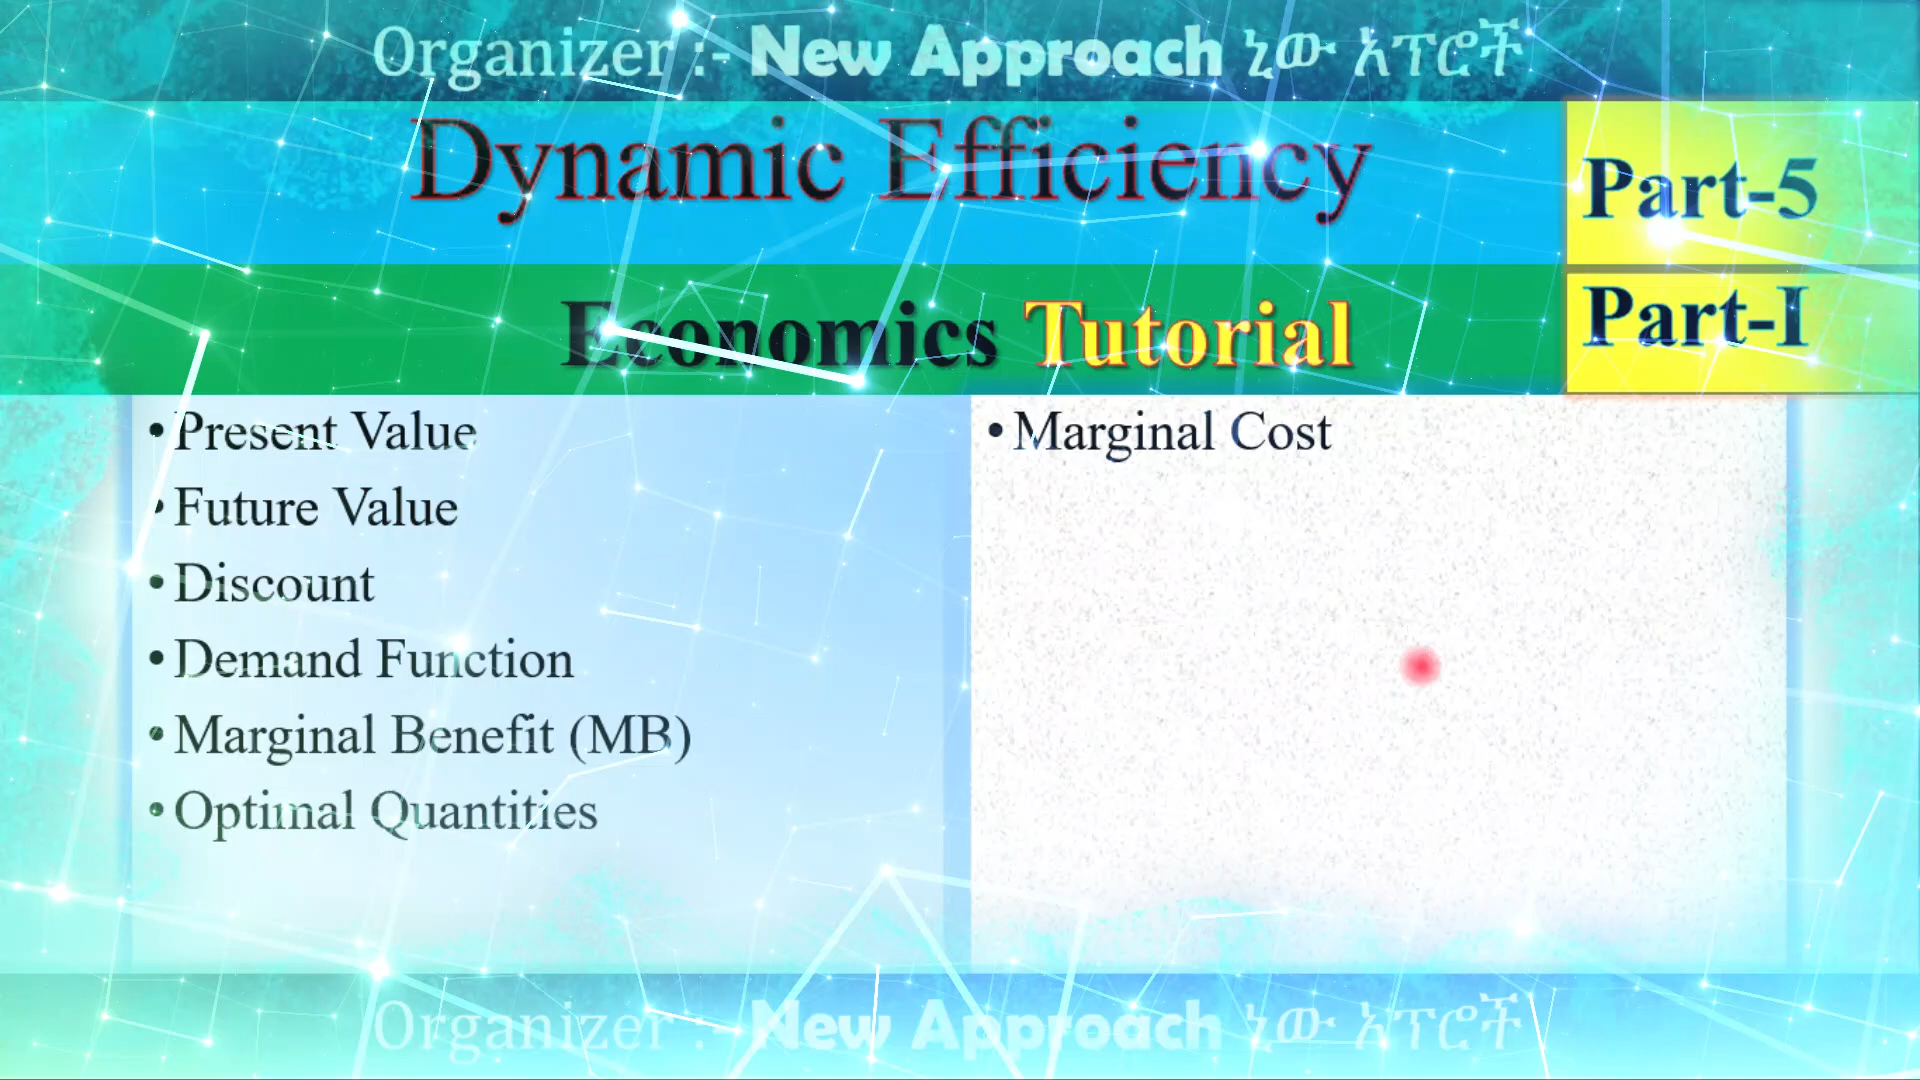 Organizer :- New Approach ኒው አፕሮች
Dynamic Efficiency
Part-5
Economics Tutorial
Part-I
• Present Value
• Future Value
• Discount
• Demand Function
• Marginal Benefit (MB)
• Optimal Quantities
• Marginal Cost
Organizer :- New Approach ኒው አፕሮች